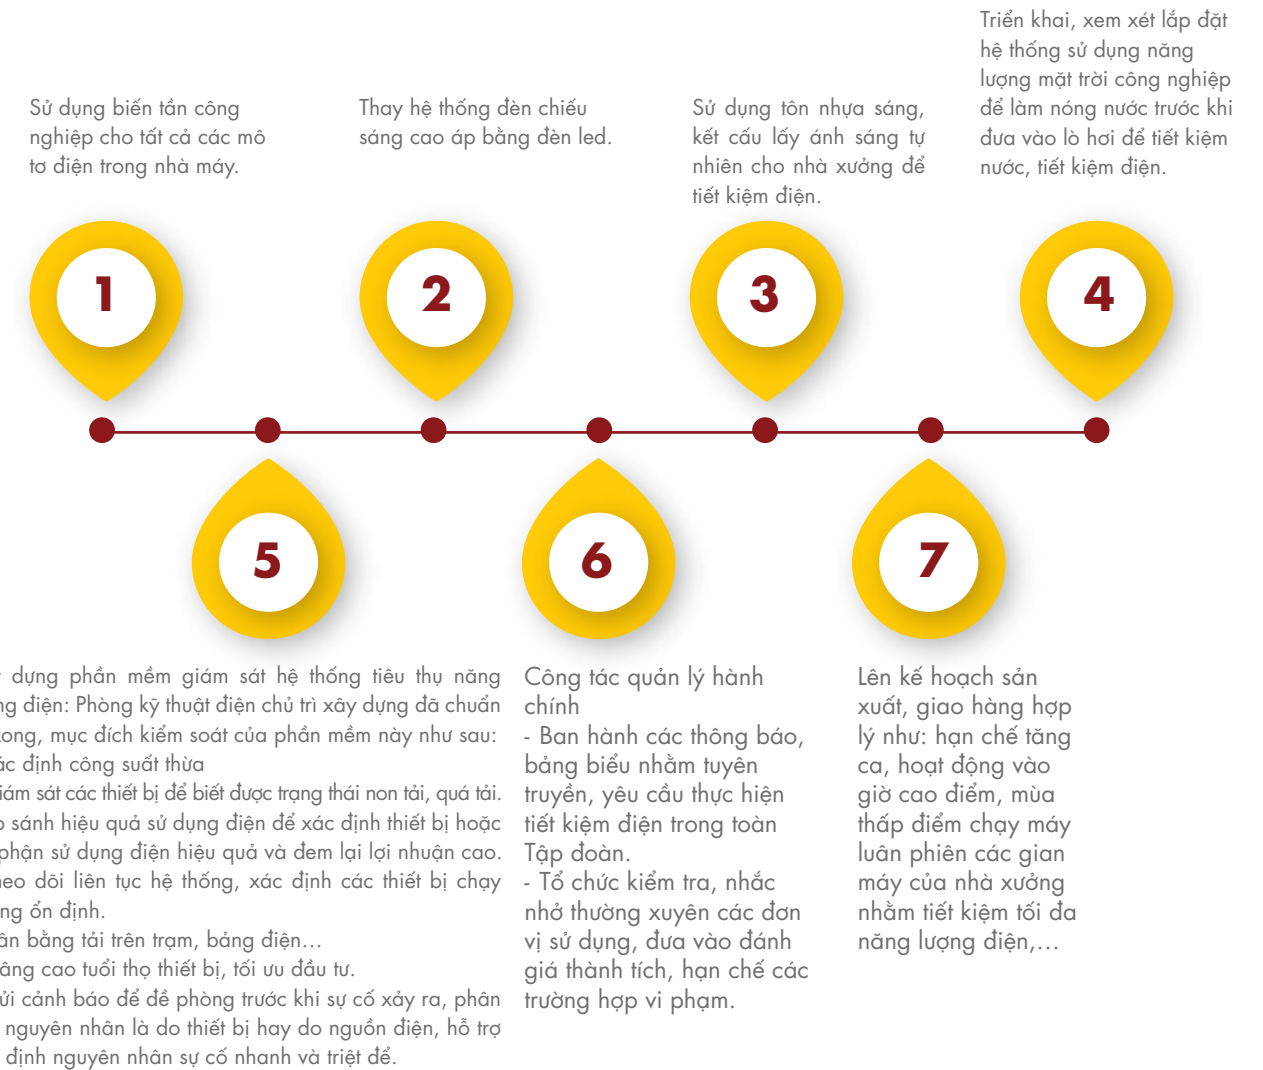 Sử dụng biến tần công
nghiệp cho tất cả các mô
tơ điện trong nhà máy.
Thay hệ thống đèn chiếu
sáng cao áp bằng đèn led.
Sử dụng tôn nhựa sáng,
kết cấu lấy ánh sáng tự
nhiên cho nhà xưởng để
tiết kiệm điện.
Triển khai, xem xét lắp đặt
hệ thống sử dụng năng
lượng mặt trời công nghiệp
để làm nóng nước trước khi
đưa vào lò hơi để tiết kiệm
nước, tiết kiệm điện.
1
2
3
4
5
6
7
dựng phần mềm giám sát hệ thống tiêu thụ năng
điện: Phòng kỹ thuật điện chủ trì xây dựng đã chuẩn
xong, mục đích kiểm soát của phần mềm này như sau:
định công suất thừa
sát các thiết bị để biết được trạng thái non tải, quá tải.
sánh hiệu quả sử dụng điện để xác định thiết bị hoặc
phận sử dụng điện hiệu quả và đem lại lợi nhuận cao.
dõi liên tục hệ thống, xác định các thiết bị chạy
ổn định.
bằng tải trên trạm, bảng điện...
cao tuổi thọ thiết bị, tối ưu đầu tư.
cảnh báo để đề phòng trước khi sự cố xảy ra, phân
nguyên nhân là do thiết bị hay do nguồn điện, hỗ trợ
định nguyên nhân sự cố nhanh và triệt để.
Công tác quản lý hành
chính
- Ban hành các thông báo,
bảng biểu nhằm tuyên
truyền, yêu cầu thực hiện
tiết kiệm điện trong toàn
Tập đoàn.
- Tổ chức kiểm tra, nhắc
nhở thường xuyên các đơn
vị sử dụng, đưa vào đánh
giá thành tích, hạn chế các
trường hợp vi phạm.
Lên kế hoạch sản
xuất, giao hàng hợp
lý như: hạn chế tăng
ca, hoạt động vào
giờ cao điểm, mùa
thấp điểm chạy máy
luân phiên các gian
máy của nhà xưởng
nhằm tiết kiệm tối đa
năng lượng điện,...